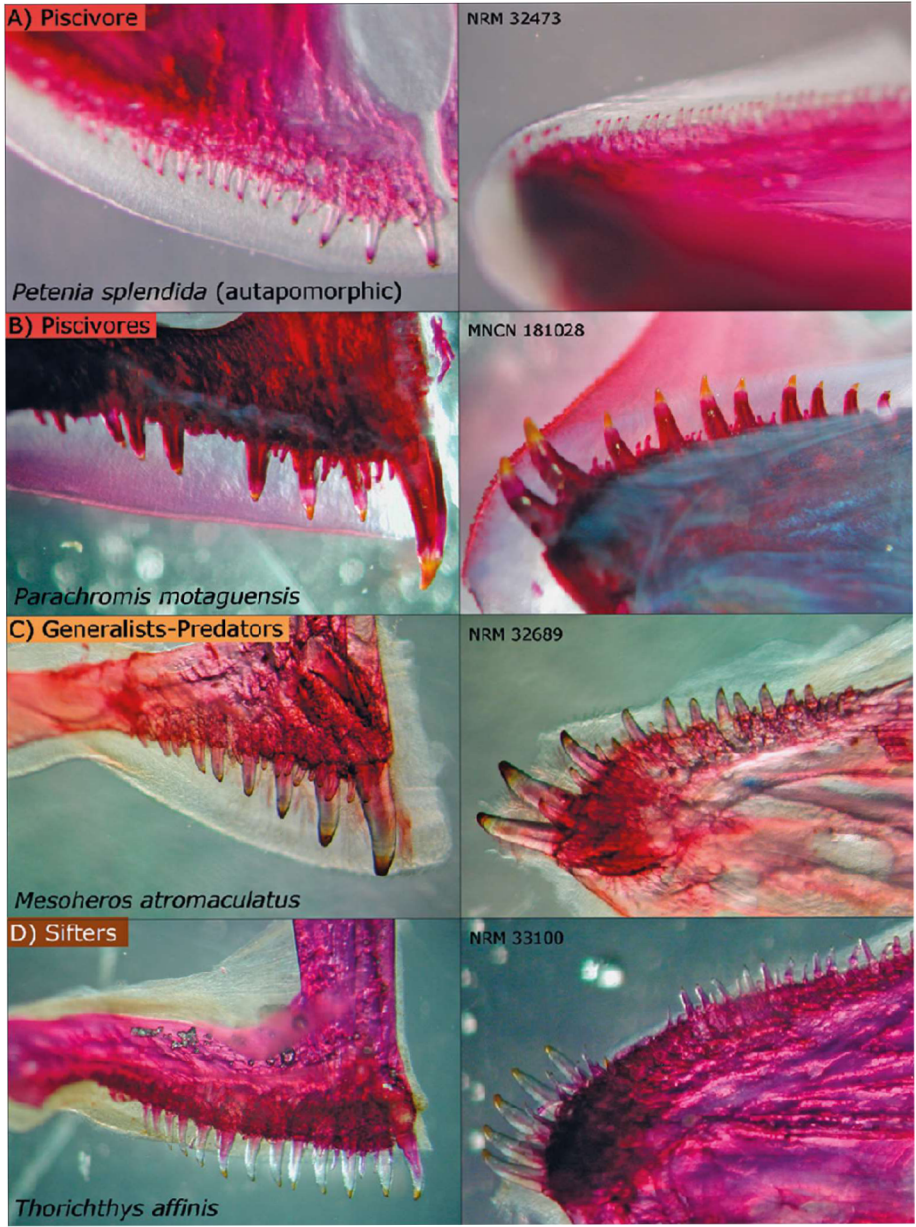 A) Piscivore
NRM 32473
Petenia splendida (autapomorphic)
B) Piscivores
MNCN 181028
Parachromis motaguensis
C) Generalists-Predators
NRM 32689
Mesoheros atromaculatus
D) Sifters
NRM 33100
Thorichthys affinis